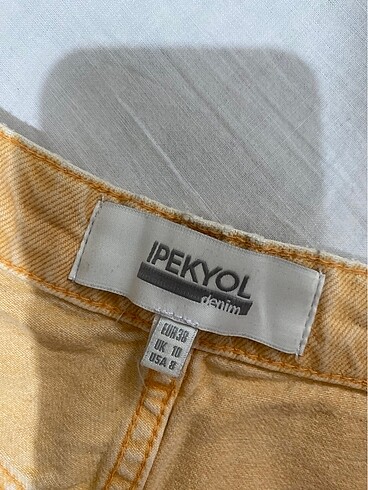 IPEKYOL
denim
EUR 38
UK 10
USA 8